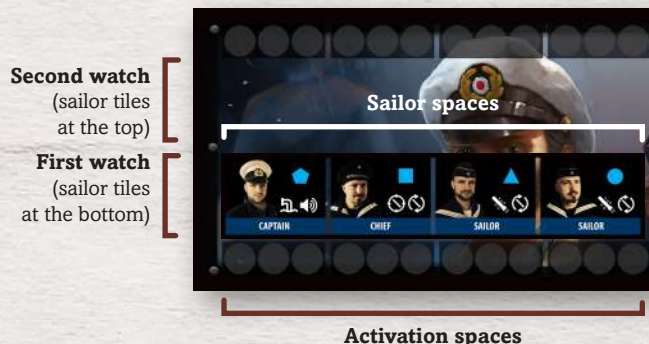 Second watch
(sailor tiles
at the top)
Sailor spaces
First watch
(sailor tiles
at the bottom)
CAPTAIN
CHIEF
SAILOR
SAILOR
Activation spaces